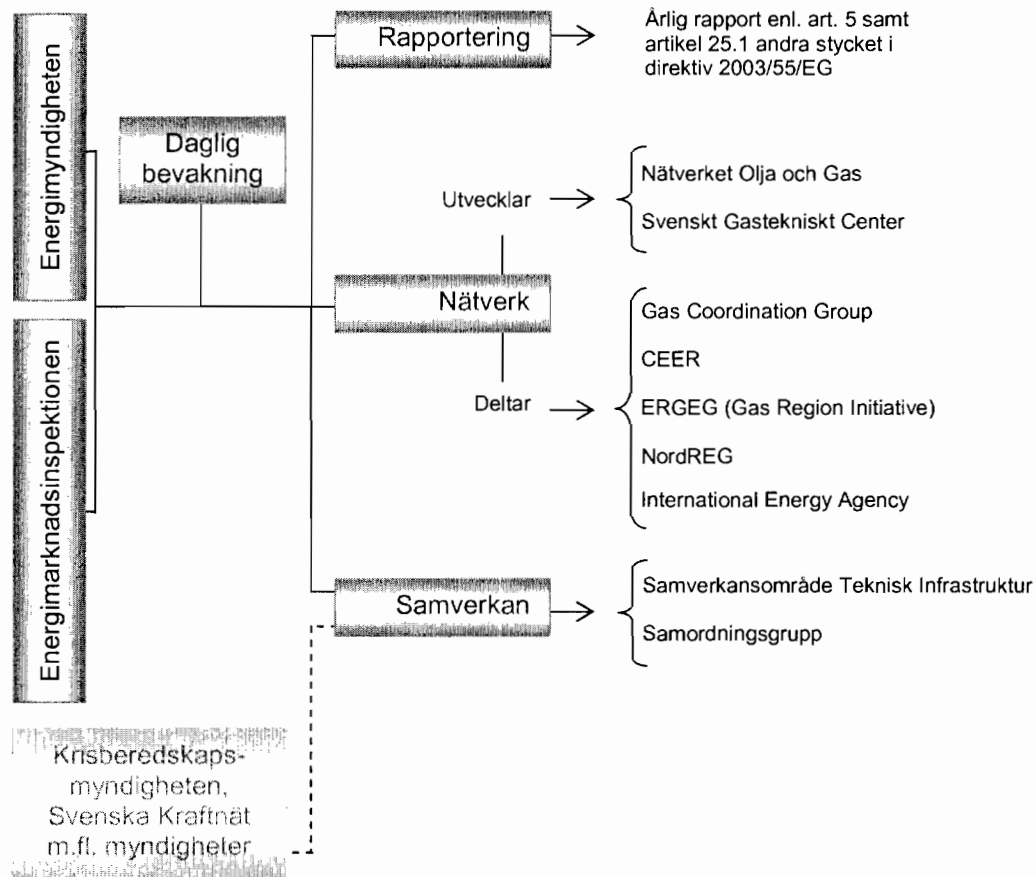 Energimyndigheten
Energimarknadsinspektionen
Daglig
bevakning
Rapportering
Årlig rapport enl. art. 5 samt
artikel 25.1 andra stycket i
direktiv 2003/55/EG
Utvecklar
Nätverket Olja och Gas
Svenskt Gastekniskt Center
Nätverk
Deltar
Gas Coordination Group
CEER
ERGEG (Gas Region Initiative)
NordREG
International Energy Agency
Samverkan
Samverkansområde Teknisk Infrastruktur
Samordningsgrupp
Krisberedskaps-
myndigheten,
Svenska Kraftnät
m.fl. myndigheter